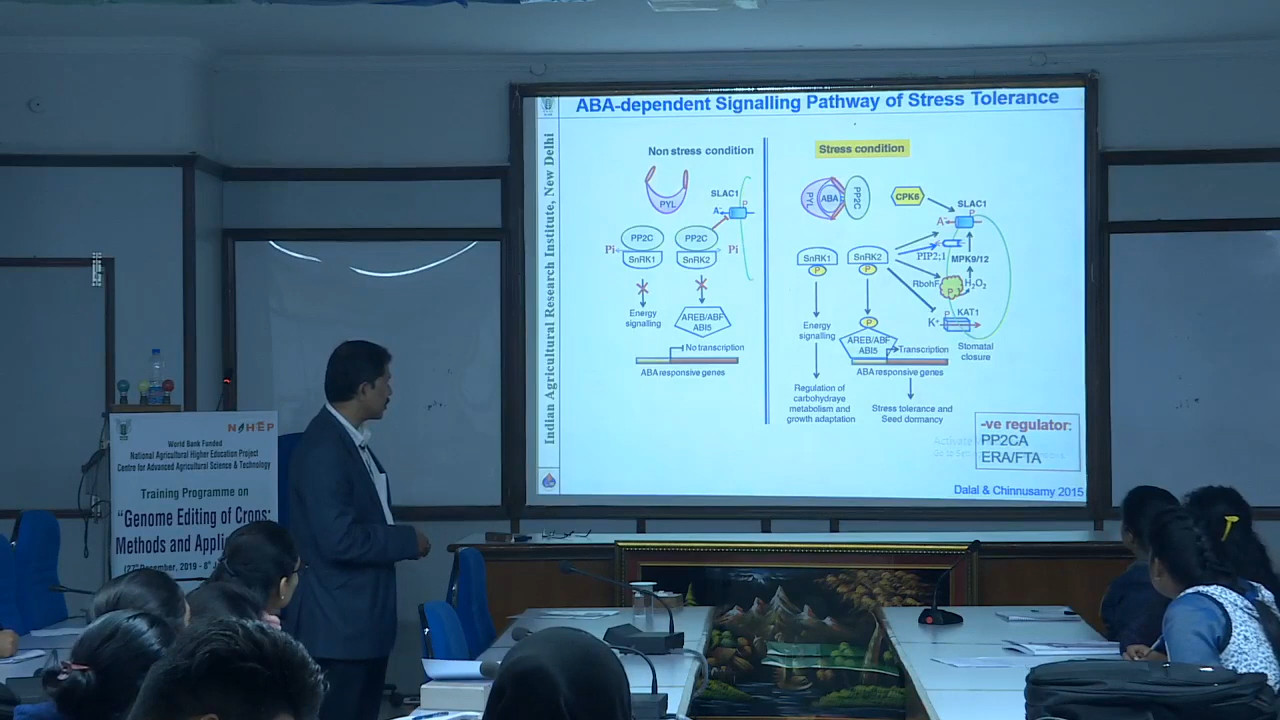 ABA-dependent Signalling Pathway of Stress Tolerance
Indian Agricultural Research Institute, New Delhi
Non stress condition
PYL
SLAC1
A⁻
P
PP2C
PP2C
Pi
SnRK1
SnRK2
Pi
Energy
signalling
AREB/ABF
ABI5
No transcription
ABA responsive genes
Stress condition
PYL
ABA
PP2C
CPK6
SLAC1
P
A⁻
PIP2;1
MPK9/12
SnRK1
SnRK2
P
P
RbohF
P
H₂O₂
P
KAT1
K⁺
Stomatal
closure
Energy
signalling
P
AREB/ABF
ABI5
Transcription
ABA responsive genes
Regulation of
carbohydraye
metabolism and
growth adaptation
Stress tolerance and
Seed dormancy
-ve regulator:
PP2CA
ERA/FTA
Dalal & Chinnusamy 2015
NAHEP
World Bank Funded
National Agricultural Higher Education Project
Centre for Advanced Agricultural Science & Technology
Training Programme on
"Genome Editing of Crops:
Methods and
December, 2019 -